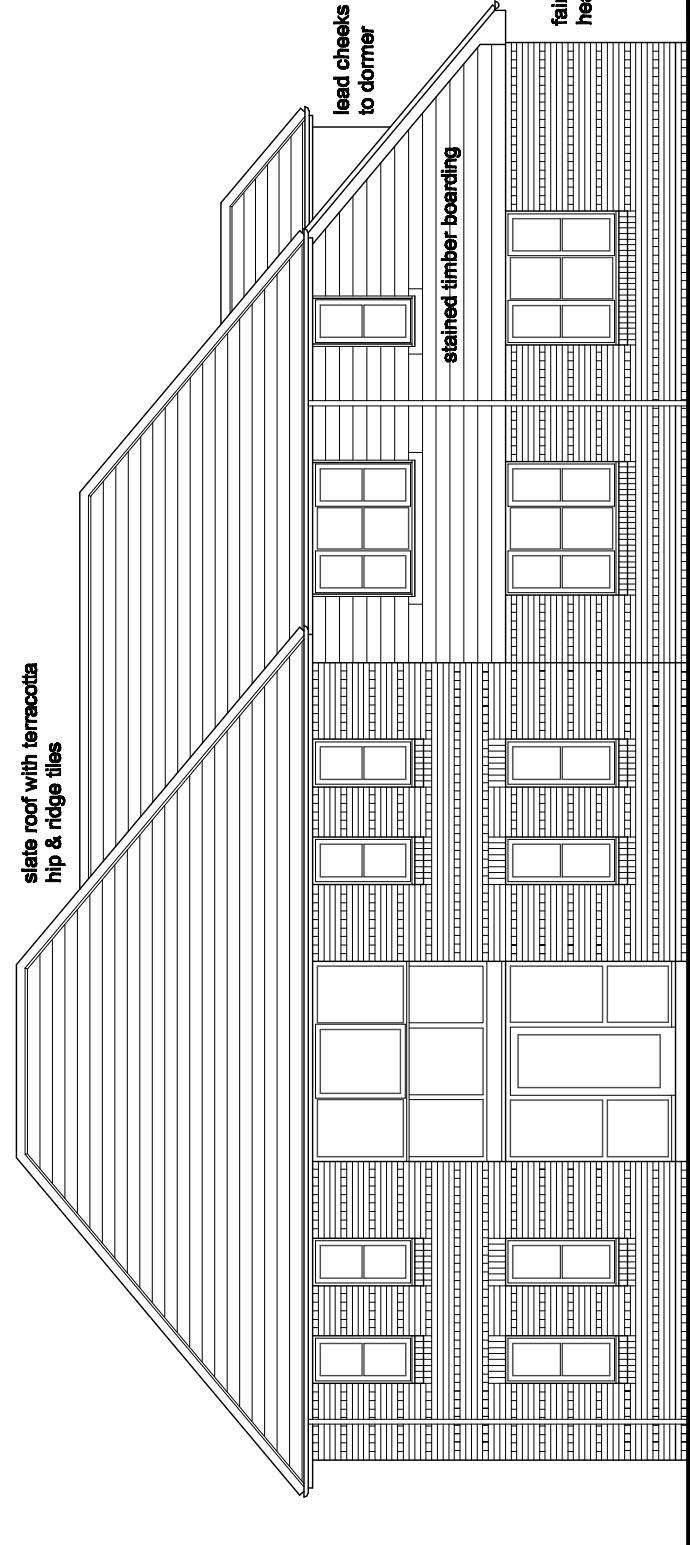 slate roof with terracotta
hip & ridge tiles
lead cheeks
to dormer
stained timber boarding